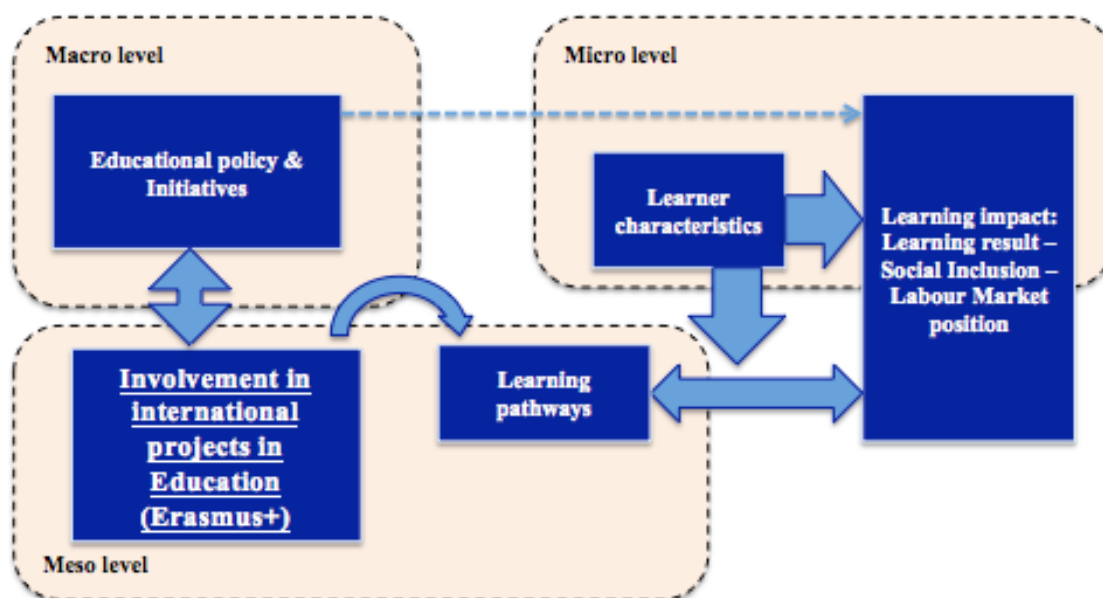 Macro level
Educational policy &
Initiatives
Micro level
Learner
characteristics
Learning impact:
Learning result –
Social Inclusion –
Labour Market
position
Involvement in
international
projects in
Education
(Erasmus+)
Learning
pathways
Meso level